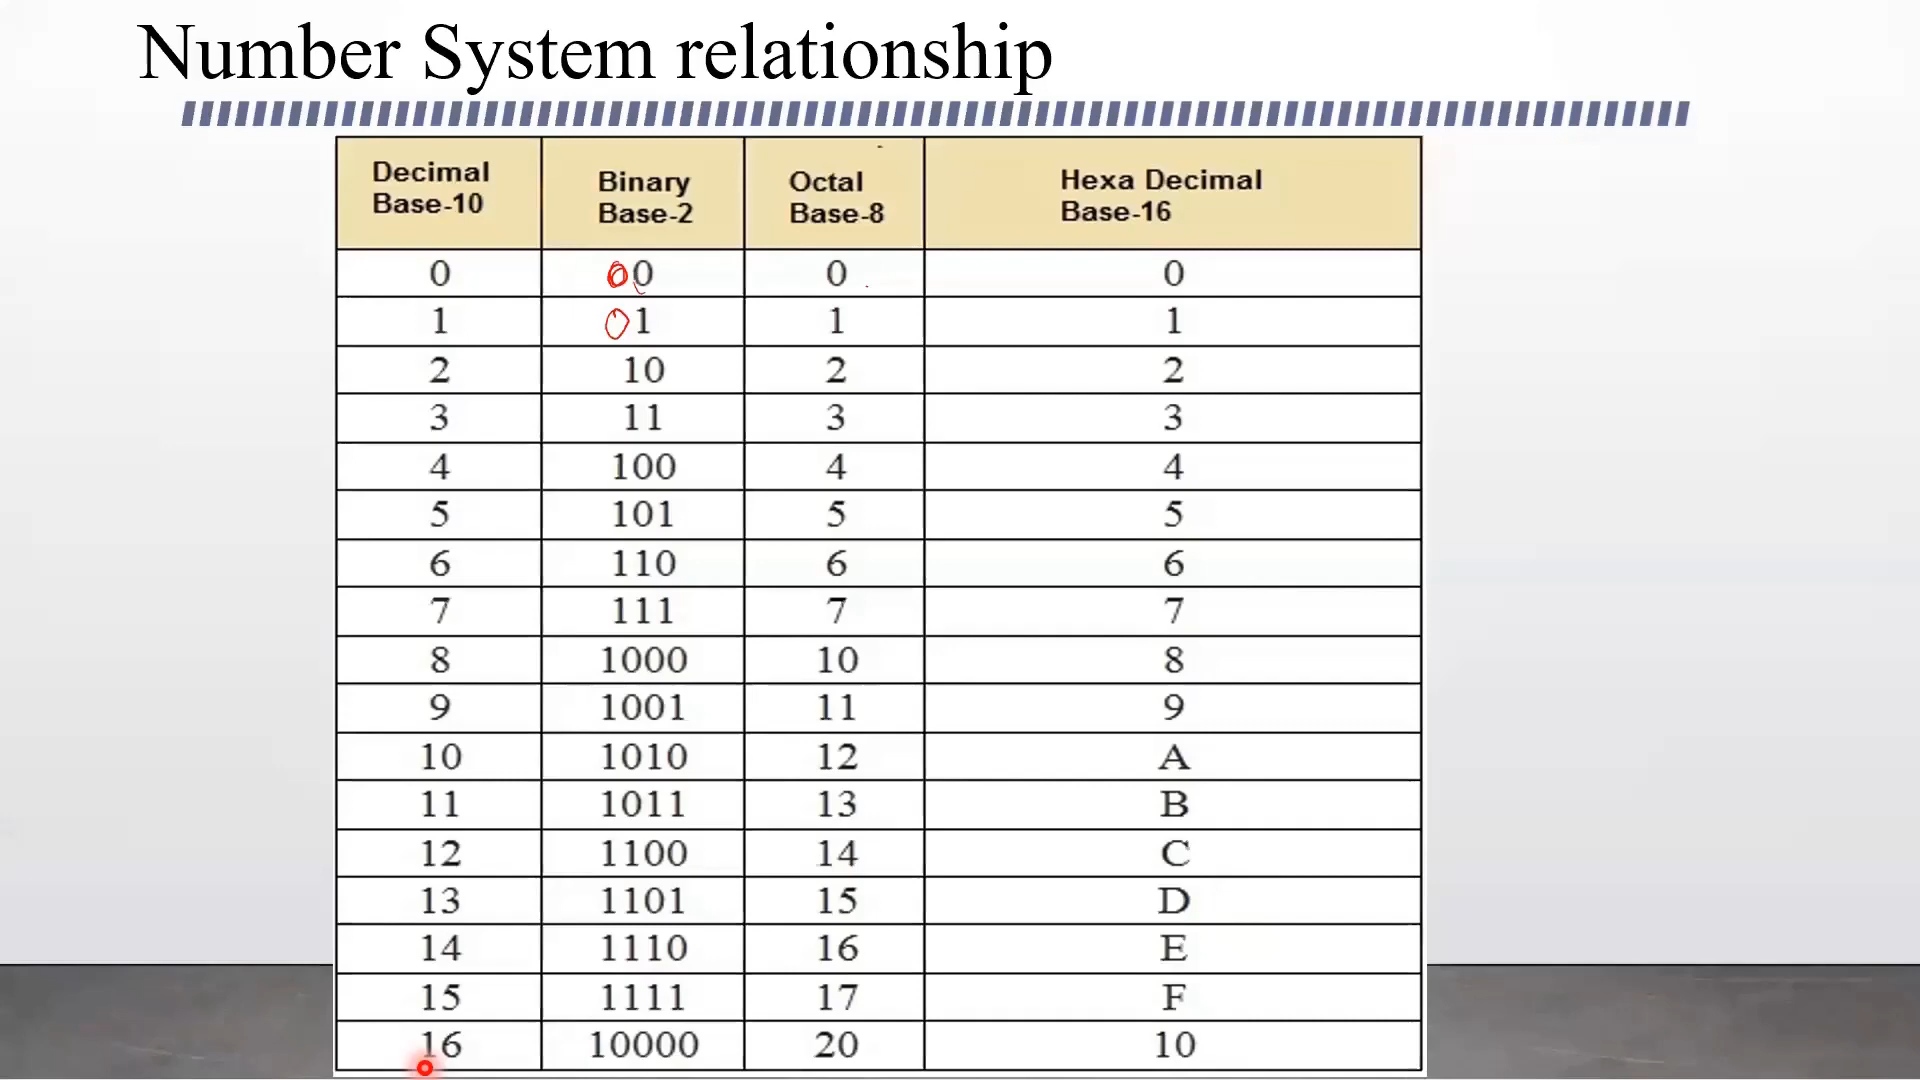 Number System relationship
Decimal Base-10 Binary Base-2 Octal Base-8 Hexa Decimal Base-16
0 00 0 0
1 01 1 1
2 10 2 2
3 11 3 3
4 100 4 4
5 101 5 5
6 110 6 6
7 111 7 7
8 1000 10 8
9 1001 11 9
10 1010 12 A
11 1011 13 B
12 1100 14 C
13 1101 15 D
14 1110 16 E
15 1111 17 F
16 10000 20 10